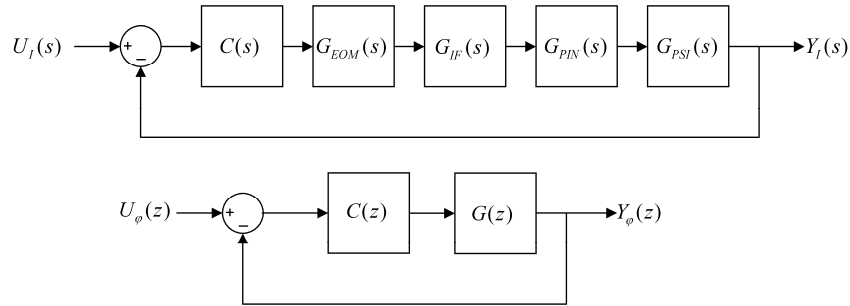 U_I(s) + − C(s) G_EOM(s) G_IF(s) G_PIN(s) G_PSI(s) Y_I(s)
U_φ(z) + − C(z) G(z) Y_φ(z)